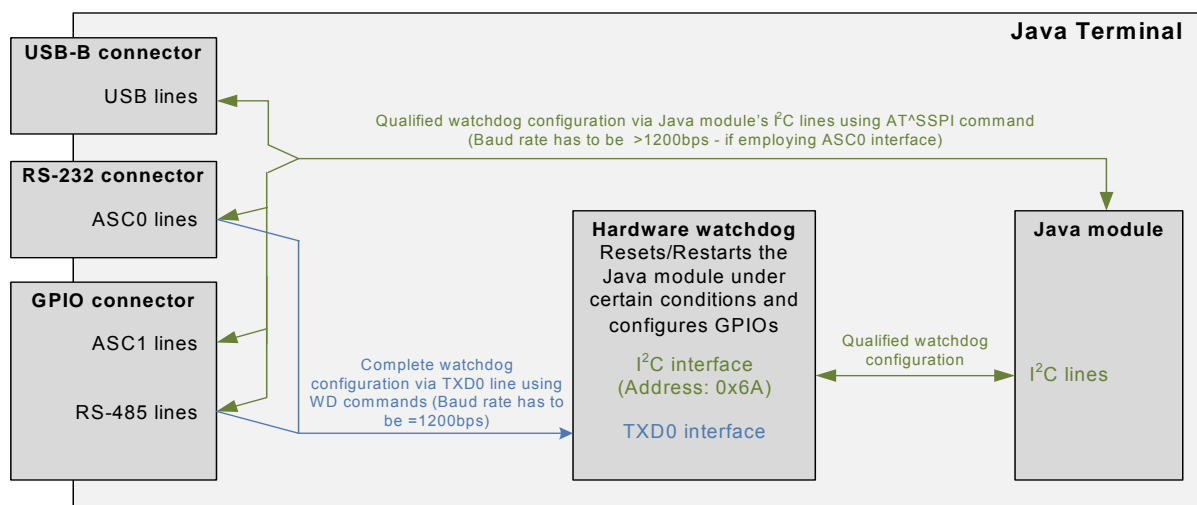 Java Terminal
USB-B connector
USB lines
Qualified watchdog configuration via Java module's I²C lines using AT^SSPI command
(Baud rate has to be >1200bps - if employing ASC0 interface)
RS-232 connector
ASC0 lines
Hardware watchdog
Resets/Restarts the
Java module under
certain conditions and
configures GPIOs
I²C interface
(Address: 0x6A)
TXD0 interface
Java module
I²C lines
GPIO connector
ASC1 lines
RS-485 lines
Complete watchdog
configuration via TXD0 line using
WD commands (Baud rate has to
be =1200bps)
Qualified watchdog
configuration